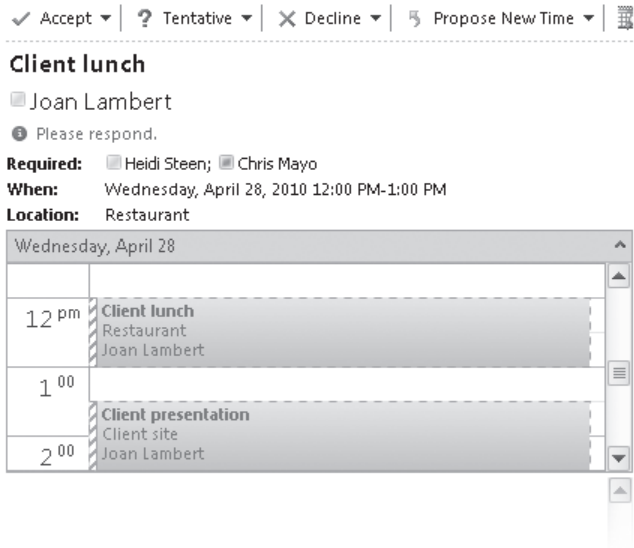 Accept Tentative Decline Propose New Time
Client lunch
Joan Lambert
Please respond.
Required: Heidi Steen; Chris Mayo
When: Wednesday, April 28, 2010 12:00 PM-1:00 PM
Location: Restaurant
Wednesday, April 28
12 pm Client lunch
Restaurant
Joan Lambert
1 00
Client presentation
Client site
2 00 Joan Lambert